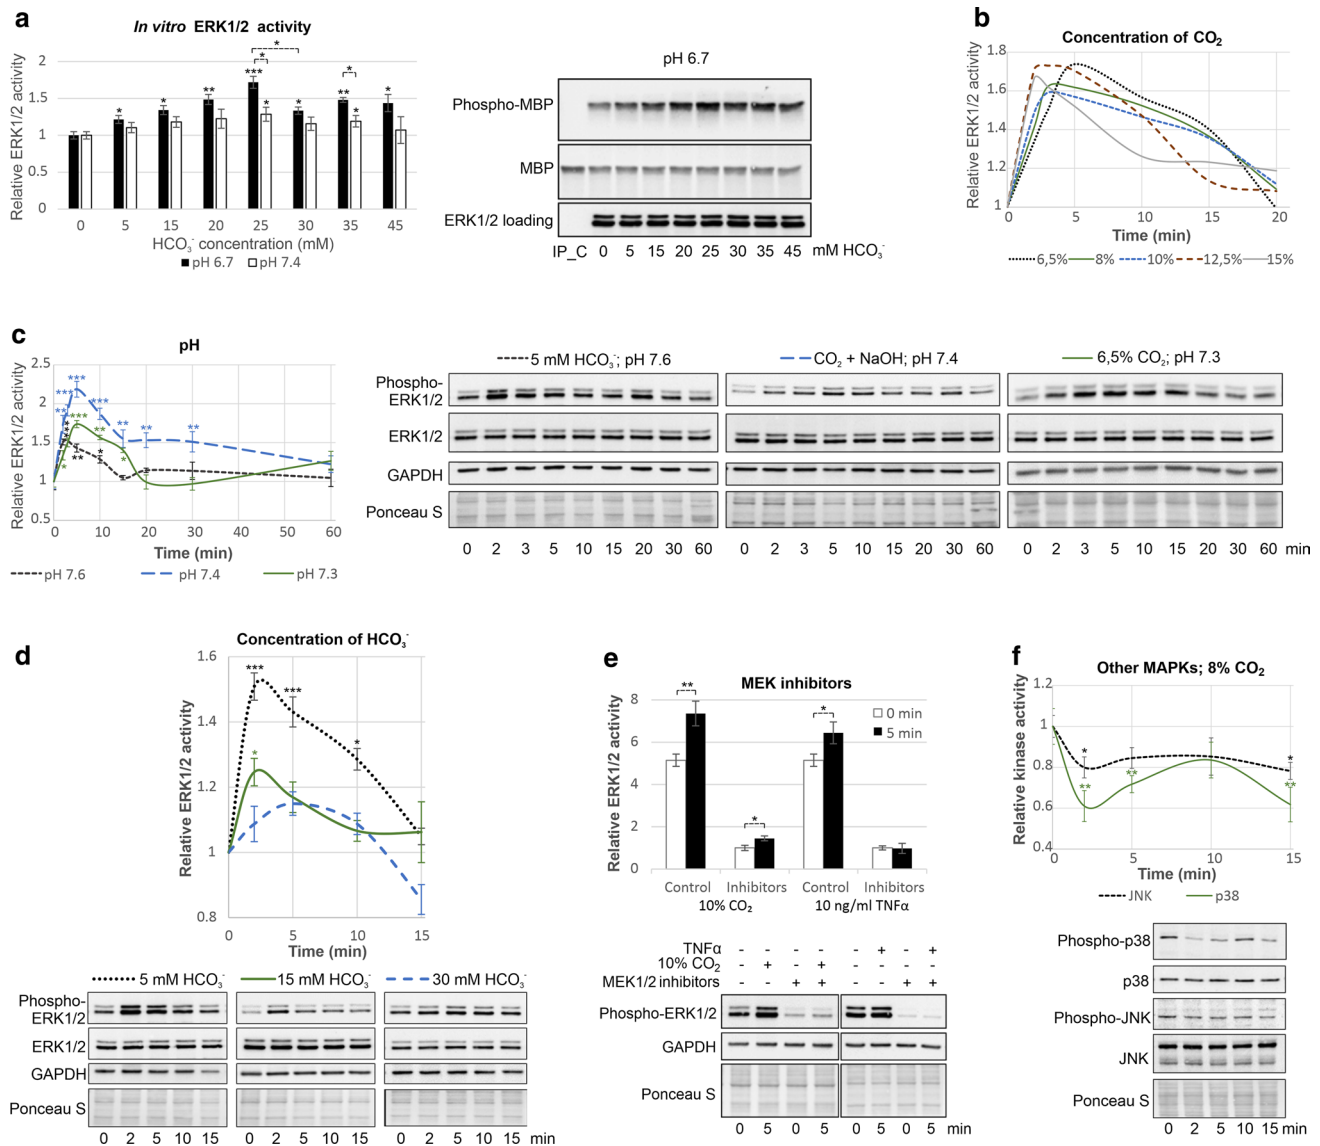 a
In vitro ERK1/2 activity
Relative ERK1/2 activity
2
1.5
1
0.5
0
* * ** *** * * * ** * * *
0 5 15 20 25 30 35 45
HCO₃⁻ concentration (mM)
pH 6.7 pH 7.4
pH 6.7
Phospho-MBP
MBP
ERK1/2 loading
IP_C 0 5 15 20 25 30 35 45 mM HCO₃⁻
b
Concentration of CO₂
Relative ERK1/2 activity
1.8
1.6
1.4
1.2
1
0 5 10 15 20
Time (min)
6,5% 8% 10% 12,5% 15%
c
pH
Relative ERK1/2 activity
2.5
2
1.5
1
0.5
0 10 20 30 40 50 60
Time (min)
pH 7.6 pH 7.4 pH 7.3
5 mM HCO₃⁻; pH 7.6 CO₂ + NaOH; pH 7.4 6,5% CO₂; pH 7.3
Phospho-
ERK1/2
ERK1/2
GAPDH
Ponceau S
0 2 3 5 10 15 20 30 60 0 2 3 5 10 15 20 30 60 0 2 3 5 10 15 20 30 60 min
d
Concentration of HCO₃⁻
Relative ERK1/2 activity
1.6
1.4
1.2
1
0.8
*** *** * *
0 5 10 15
Time (min)
5 mM HCO₃⁻ 15 mM HCO₃⁻ 30 mM HCO₃⁻
Phospho-
ERK1/2
ERK1/2
GAPDH
Ponceau S
0 2 5 10 15 0 2 5 10 15 0 2 5 10 15 min
e
MEK inhibitors
Relative ERK1/2 activity
8
6
4
2
0
** * *
0 min
5 min
Control Inhibitors Control Inhibitors
10% CO₂ 10 ng/ml TNFα
TNFα - - - - - + - +
10% CO₂ - + - + - - - -
MEK1/2 inhibitors - - + + - - + +
Phospho-ERK1/2
GAPDH
Ponceau S
0 5 0 5 0 5 0 5 min
f
Other MAPKs; 8% CO₂
Relative kinase activity
1.2
1
0.8
0.6
0.4
* ** ** * **
0 5 10 15
Time (min)
JNK p38
Phospho-p38
p38
Phospho-JNK
JNK
Ponceau S
0 2 5 10 15 min